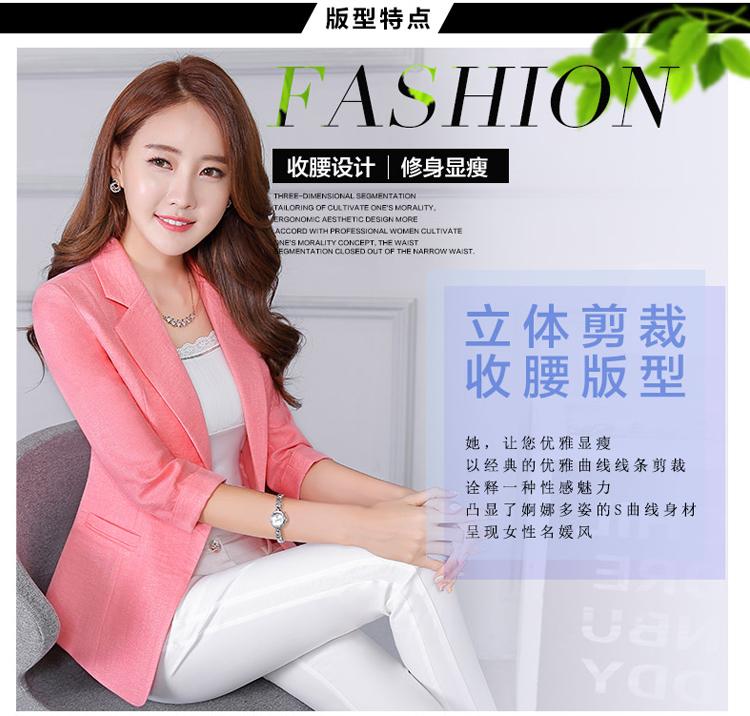 版型特点
FASHION
收腰设计｜修身显瘦
THREE-DIMENSIONAL SEGMENTATION
TAILORING OF CULTIVATE ONE'S MORALITY,
ERGONOMIC AESTHETIC DESIGN MORE
ACCORD WITH PROFESSIONAL WOMEN CULTIVATE
ONE'S MORALITY CONCEPT, THE WAIST
SEGMENTATION CLOSED OUT OF THE NARROW WAIST.
立体剪裁
收腰版型
她，让您优雅显瘦
以经典的优雅曲线线条剪裁
诠释一种性感魅力
凸显了婀娜多姿的S曲线身材
呈现女性名媛风